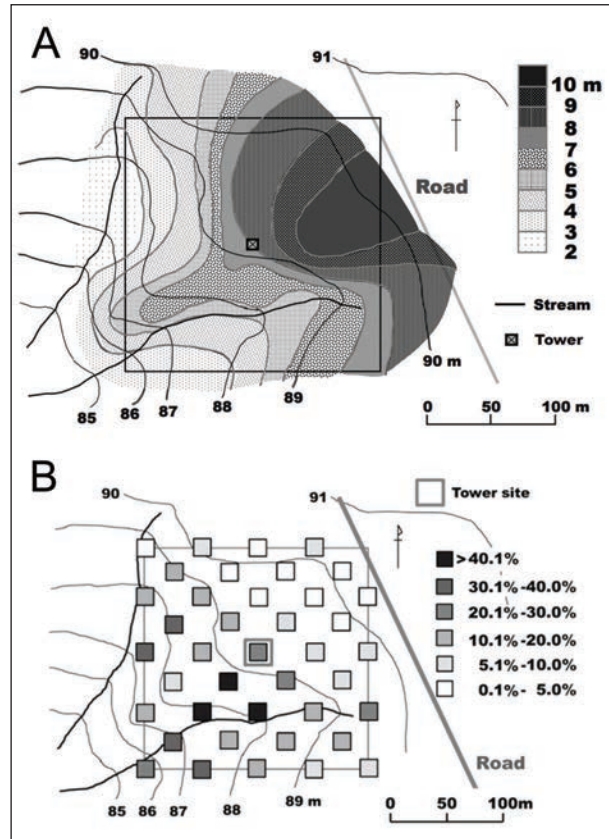 A
90
91
10 m
9
8
7
6
5
4
3
2
Road
Stream
Tower
90 m
89
88
87
86
85
0 50 100 m
B
90
91
Tower site
>40.1%
30.1% -40.0%
20.1% -30.0%
10.1% -20.0%
5.1% -10.0%
0.1% - 5.0%
Road
85
86
87
88
89 m
0 50 100m